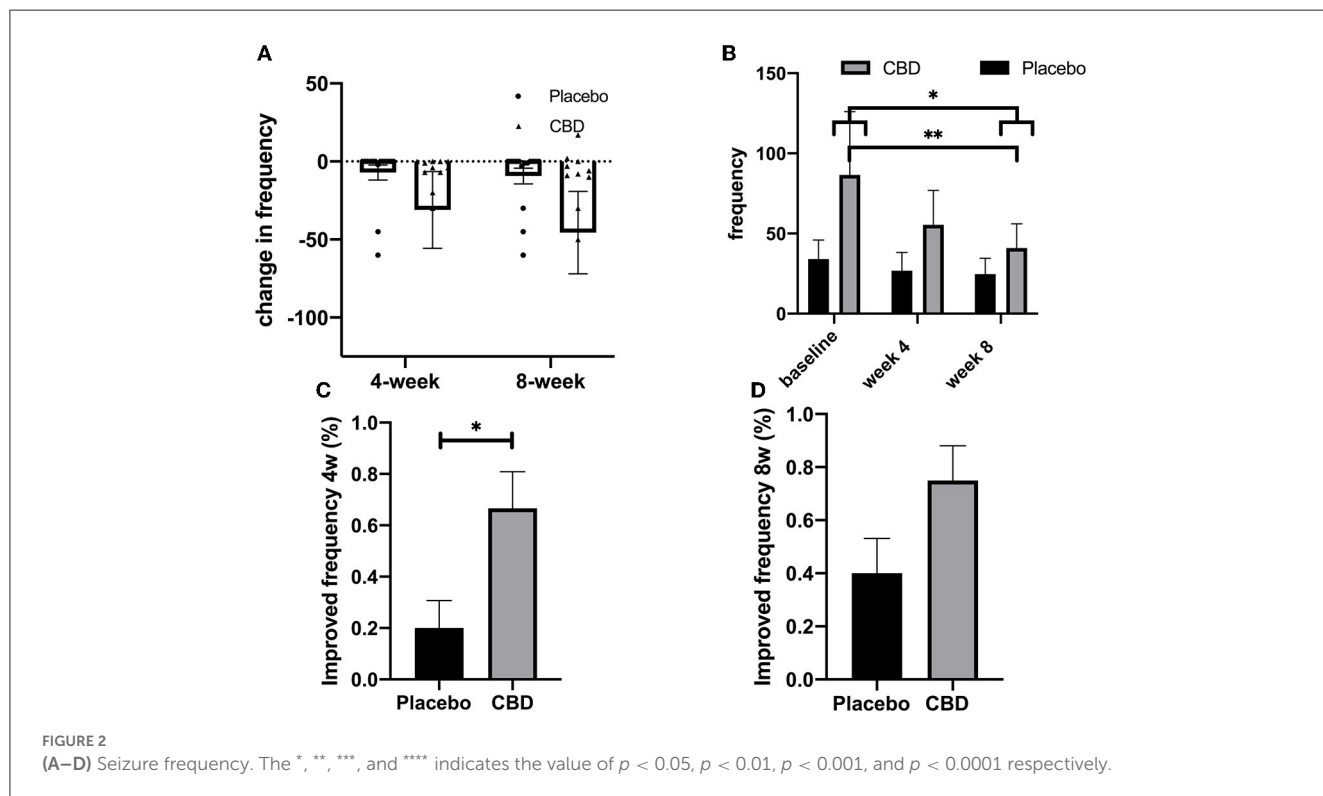 A
50
0
-50
-100
change in frequency
Placebo
CBD
4-week
8-week
B
CBD
Placebo
150
100
50
0
frequency
*
**
baseline
week 4
week 8
C
1.0
0.8
0.6
0.4
0.2
0.0
Improved frequency 4w (%)
*
Placebo
CBD
D
1.0
0.8
0.6
0.4
0.2
0.0
Improved frequency 8w (%)
Placebo
CBD
FIGURE 2
(A–D) Seizure frequency. The *, **, ***, and **** indicates the value of p < 0.05, p < 0.01, p < 0.001, and p < 0.0001 respectively.